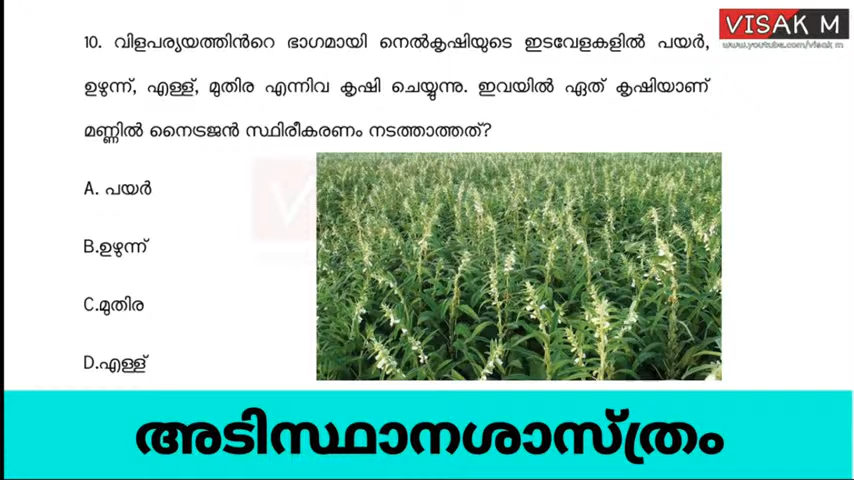 VISAK M
www.youtube.com/visak m
10. വിളപര്യയത്തിൻറെ ഭാഗമായി നെൽകൃഷിയുടെ ഇടവേളകളിൽ പയർ,
ഉഴുന്ന്, എള്ള്, മുതിര എന്നിവ കൃഷി ചെയ്യുന്നു. ഇവയിൽ ഏത് കൃഷിയാണ്
മണ്ണിൽ നൈട്രജൻ സ്ഥിരീകരണം നടത്താത്തത്?
A. പയർ
B.ഉഴുന്ന്
C.മുതിര
D.എള്ള്
അടിസ്ഥാനശാസ്ത്രം